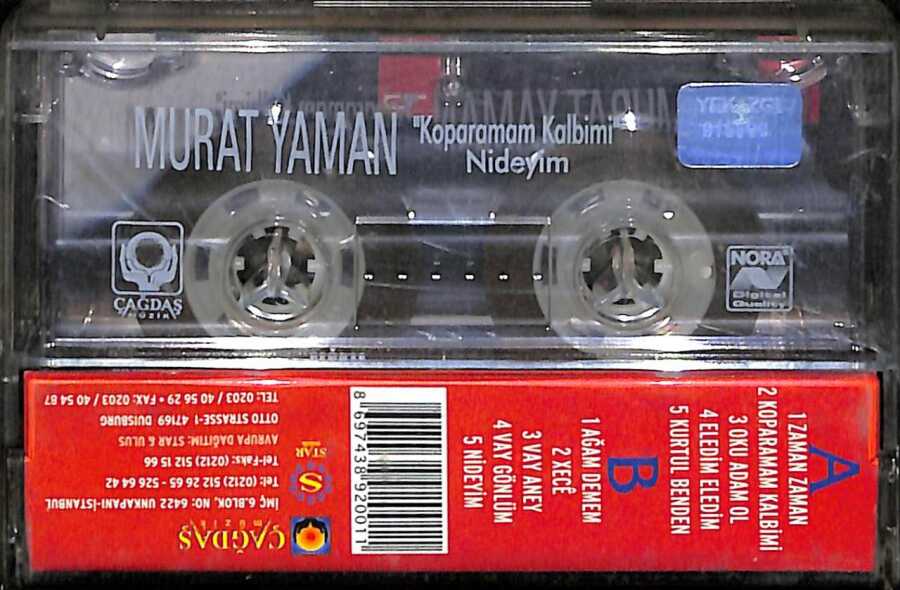 MURAT YAMAN
"Koparamam Kalbimi"
Nideyim
ÇAĞDAŞ
müzik
NORA
Digital
Quality
A
1 ZAMAN ZAMAN
2 KOPARAMAM KALBİMİ
3 OKU ADAM OL
4 ELEDİM ELEDİM
5 KURTUL BENDEN
B
1 AĞAM DEMEM
2 XECÊ
3 VAY ANEY
4 VAY GÖNLÜM
5 NİDEYİM
8 697438 920011
ÇAĞDAŞ
müzik
İMÇ 6.BLOK, NO: 6422 UNKAPANI-İSTANBUL
Tel: (0212) 512 26 65 - 526 64 42
Tel-Faks: (0212) 512 15 66
STAR
AVRUPA DAĞITIM: STAR & ULUS
OTTO STRASSE-1- 47169 DUISBURG
TEL: 0203 / 40 56 29 • FAX: 0203 / 40 54 87